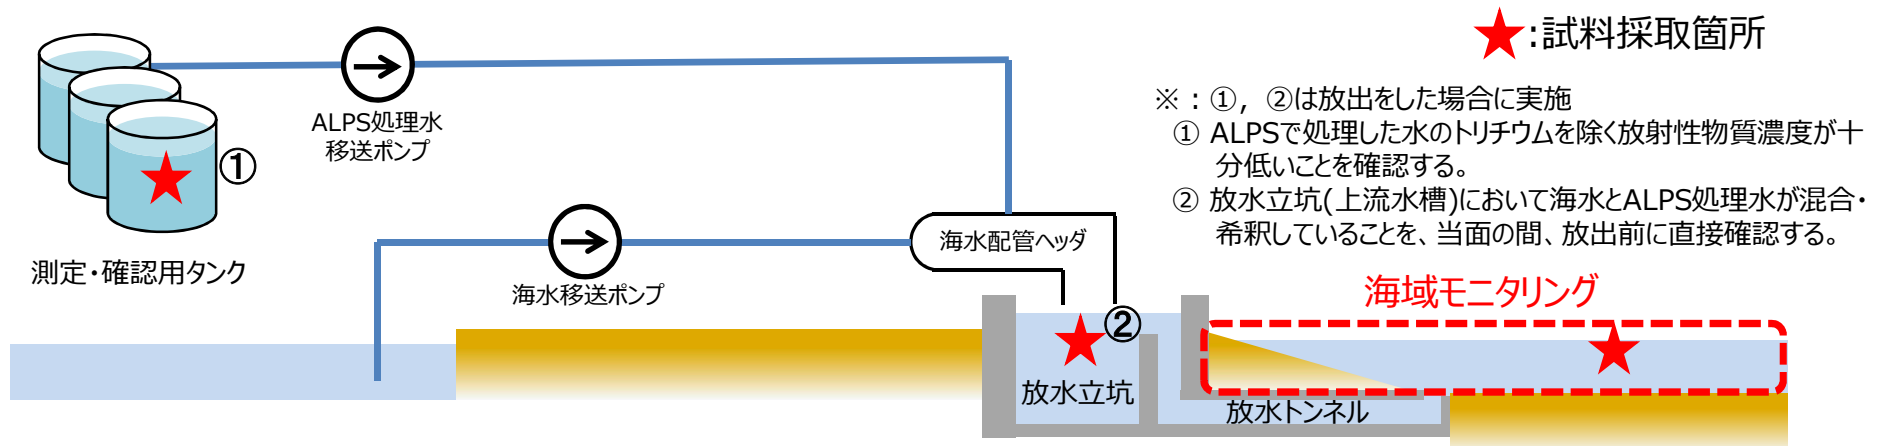 ★:試料採取箇所
※:①，②は放出をした場合に実施
① ALPSで処理した水のトリチウムを除く放射性物質濃度が十
分低いことを確認する。
② 放水立坑(上流水槽)において海水とALPS処理水が混合・
希釈していることを、当面の間、放出前に直接確認する。
ALPS処理水
移送ポンプ
①
測定・確認用タンク
海水配管ヘッダ
海水移送ポンプ
海域モニタリング
②
放水立坑
放水トンネル